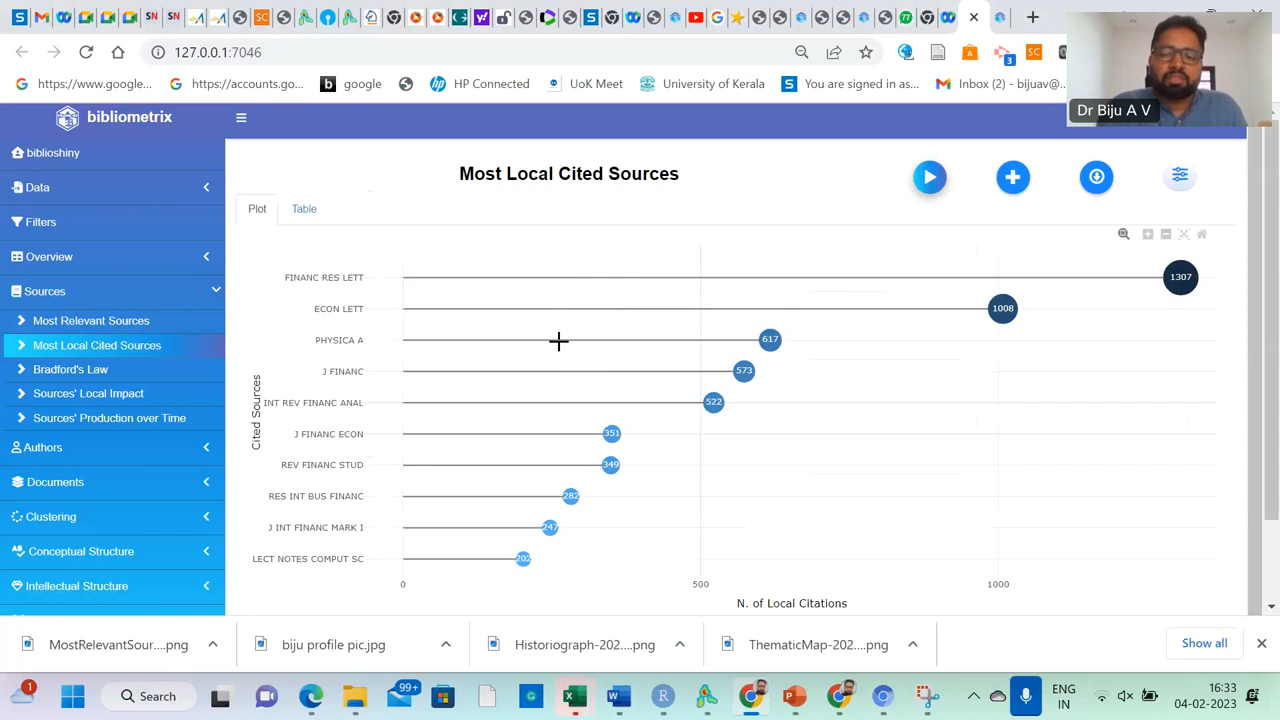 127.0.0.1:7046
https://www.google...
https://accounts.go...
google
HP Connected
UoK Meet
University of Kerala
You are signed in as...
Inbox (9) - bijuav@...
Dr Biju A V
bibliometrix
biblioshiny
Data
Filters
Overview
Sources
Most Relevant Sources
Most Local Cited Sources
Bradford's Law
Sources' Local Impact
Sources' Production over Time
Authors
Documents
Clustering
Conceptual Structure
Intellectual Structure
Most Local Cited Sources
Plot
Table
Cited Sources
FINANC RES LETT
1307
ECON LETT
1008
PHYSICA A
617
J FINANC
573
INT REV FINANC ANAL
522
J FINANC ECON
351
REV FINANC STUD
349
RES INT BUS FINANC
282
J INT FINANC MARK I
247
LECT NOTES COMPUT SC
202
0
500
1000
N. of Local Citations
MostRelevantSour....png
biju profile pic.jpg
Historiograph-202....png
ThematicMap-202....png
Show all
1
Search
99+
ENG
IN
16:33
04-02-2023